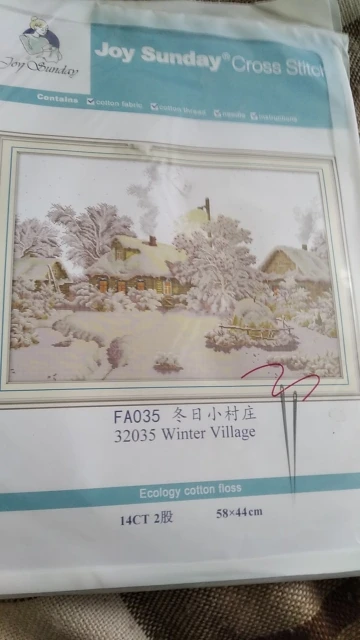 Joy Sunday
Joy Sunday® Cross Stitch
Contains cotton fabric cotton thread needle instructions
FA035 冬日小村庄
32035 Winter Village
Ecology cotton floss
14CT 2股 58×44cm